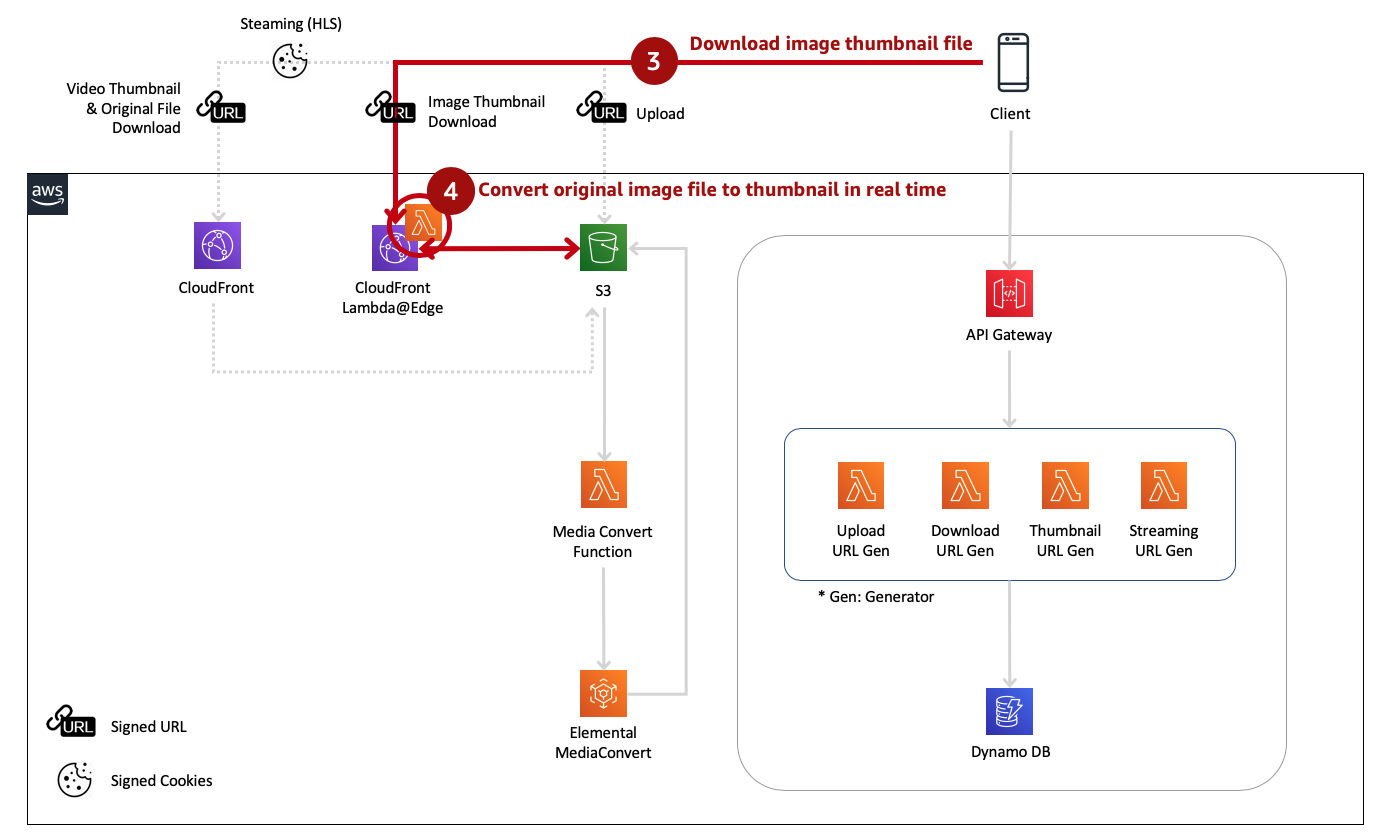 Steaming (HLS)
3
Download image thumbnail file
Video Thumbnail
& Original File
Download
URL
URL
Image Thumbnail
Download
URL
Upload
Client
aws
4
Convert original image file to thumbnail in real time
CloudFront
CloudFront
Lambda@Edge
S3
API Gateway
Media Convert
Function
Upload
URL Gen
Download
URL Gen
Thumbnail
URL Gen
Streaming
URL Gen
* Gen: Generator
Elemental
MediaConvert
Dynamo DB
URL
Signed URL
Signed Cookies